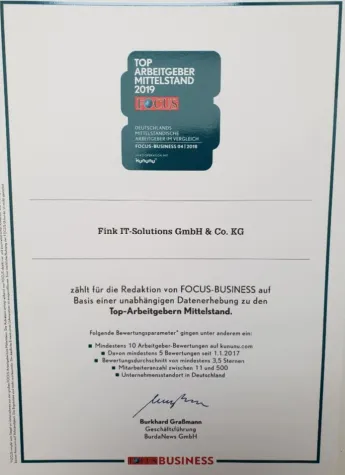 TOP
ARBEITGEBER
MITTELSTAND
2019
FOCUS
DEUTSCHLANDS
MITTELSTÄNDISCHE
ARBEITGEBER IM VERGLEICH
FOCUS-BUSINESS 04 | 2018
kununu
Fink IT-Solutions GmbH & Co. KG
zählt für die Redaktion von FOCUS-BUSINESS auf
Basis einer unabhängigen Datenerhebung zu den
Top-Arbeitgebern Mittelstand.
Folgende Bewertungsparameter* gingen unter anderem ein:
■ Mindestens 10 Arbeitgeber-Bewertungen auf kununu.com
■ Davon mindestens 5 Bewertungen seit 1.1.2017
■ Bewertungsdurchschnitt von mindestens 3,5 Sternen
■ Mitarbeiterzahl zwischen 11 und 500
■ Unternehmensstandort in Deutschland
Burkhard Graßmann
Geschäftsführung
BurdaNews GmbH
FOCUS BUSINESS